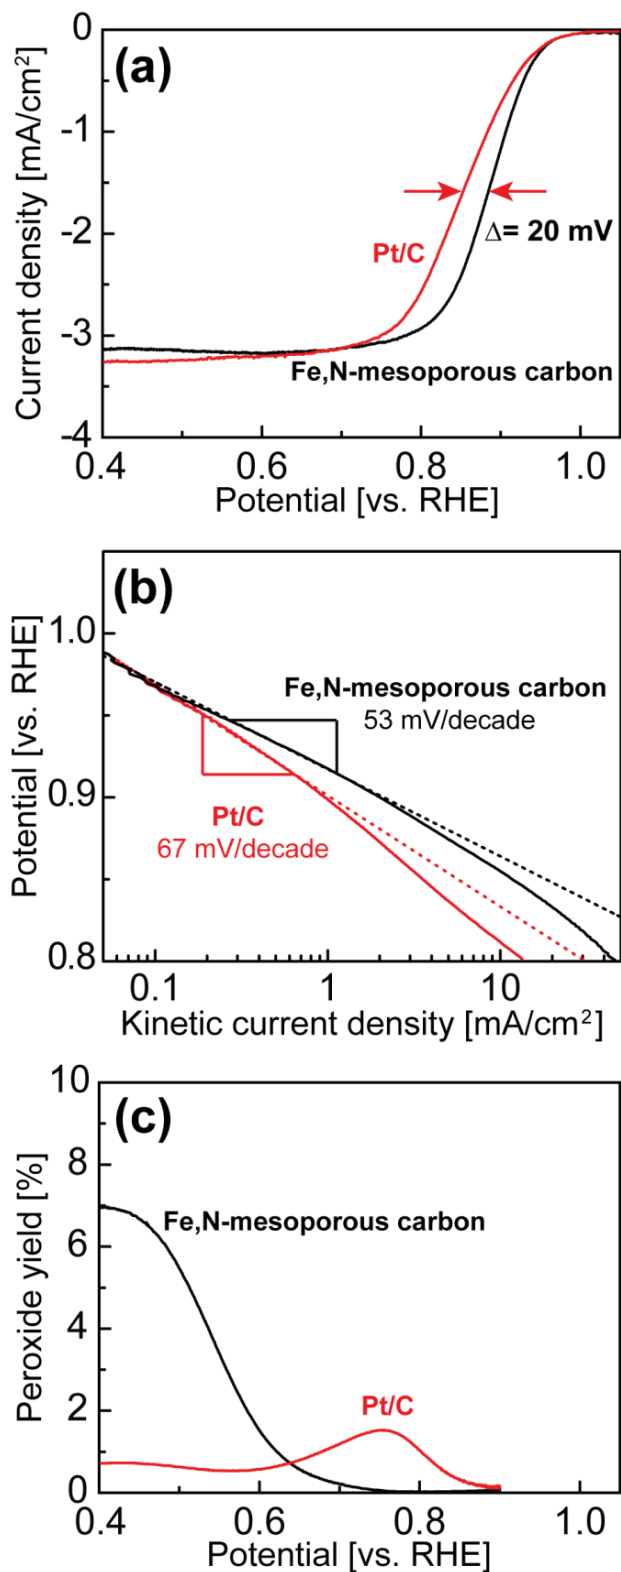 (a)
0
-1
-2
-3
-4
Current density [mA/cm²]
Δ= 20 mV
Pt/C
Fe,N-mesoporous carbon
0.4
0.6
0.8
1.0
Potential [vs. RHE]
(b)
1.0
0.9
0.8
Potential [vs. RHE]
Fe,N-mesoporous carbon
53 mV/decade
Pt/C
67 mV/decade
0.1
1
10
Kinetic current density [mA/cm²]
(c)
10
8
6
4
2
0
Peroxide yield [%]
Fe,N-mesoporous carbon
Pt/C
0.4
0.6
0.8
1.0
Potential [vs. RHE]